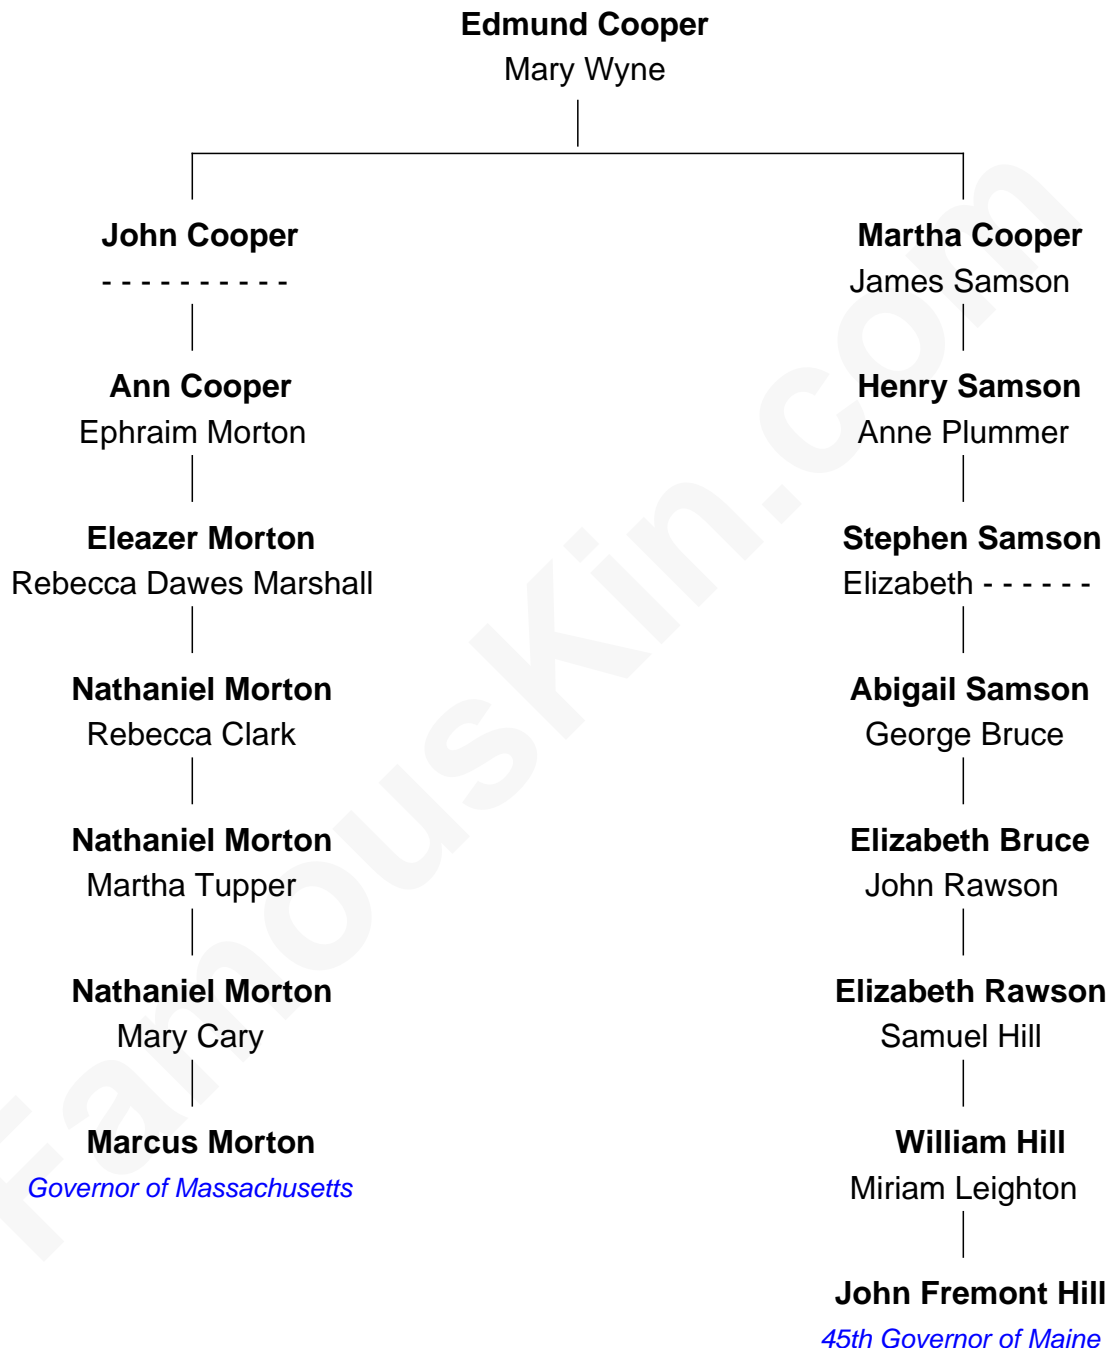 Edmund Cooper
Mary Wyne
John Cooper
- - - - - - - - - -
Ann Cooper
Ephraim Morton
Eleazer Morton
Rebecca Dawes Marshall
Nathaniel Morton
Rebecca Clark
Nathaniel Morton
Martha Tupper
Nathaniel Morton
Mary Cary
Marcus Morton
Governor of Massachusetts
Martha Cooper
James Samson
Henry Samson
Anne Plummer
Stephen Samson
Elizabeth - - - - - -
Abigail Samson
George Bruce
Elizabeth Bruce
John Rawson
Elizabeth Rawson
Samuel Hill
William Hill
Miriam Leighton
John Fremont Hill
45th Governor of Maine
FamousKin.com